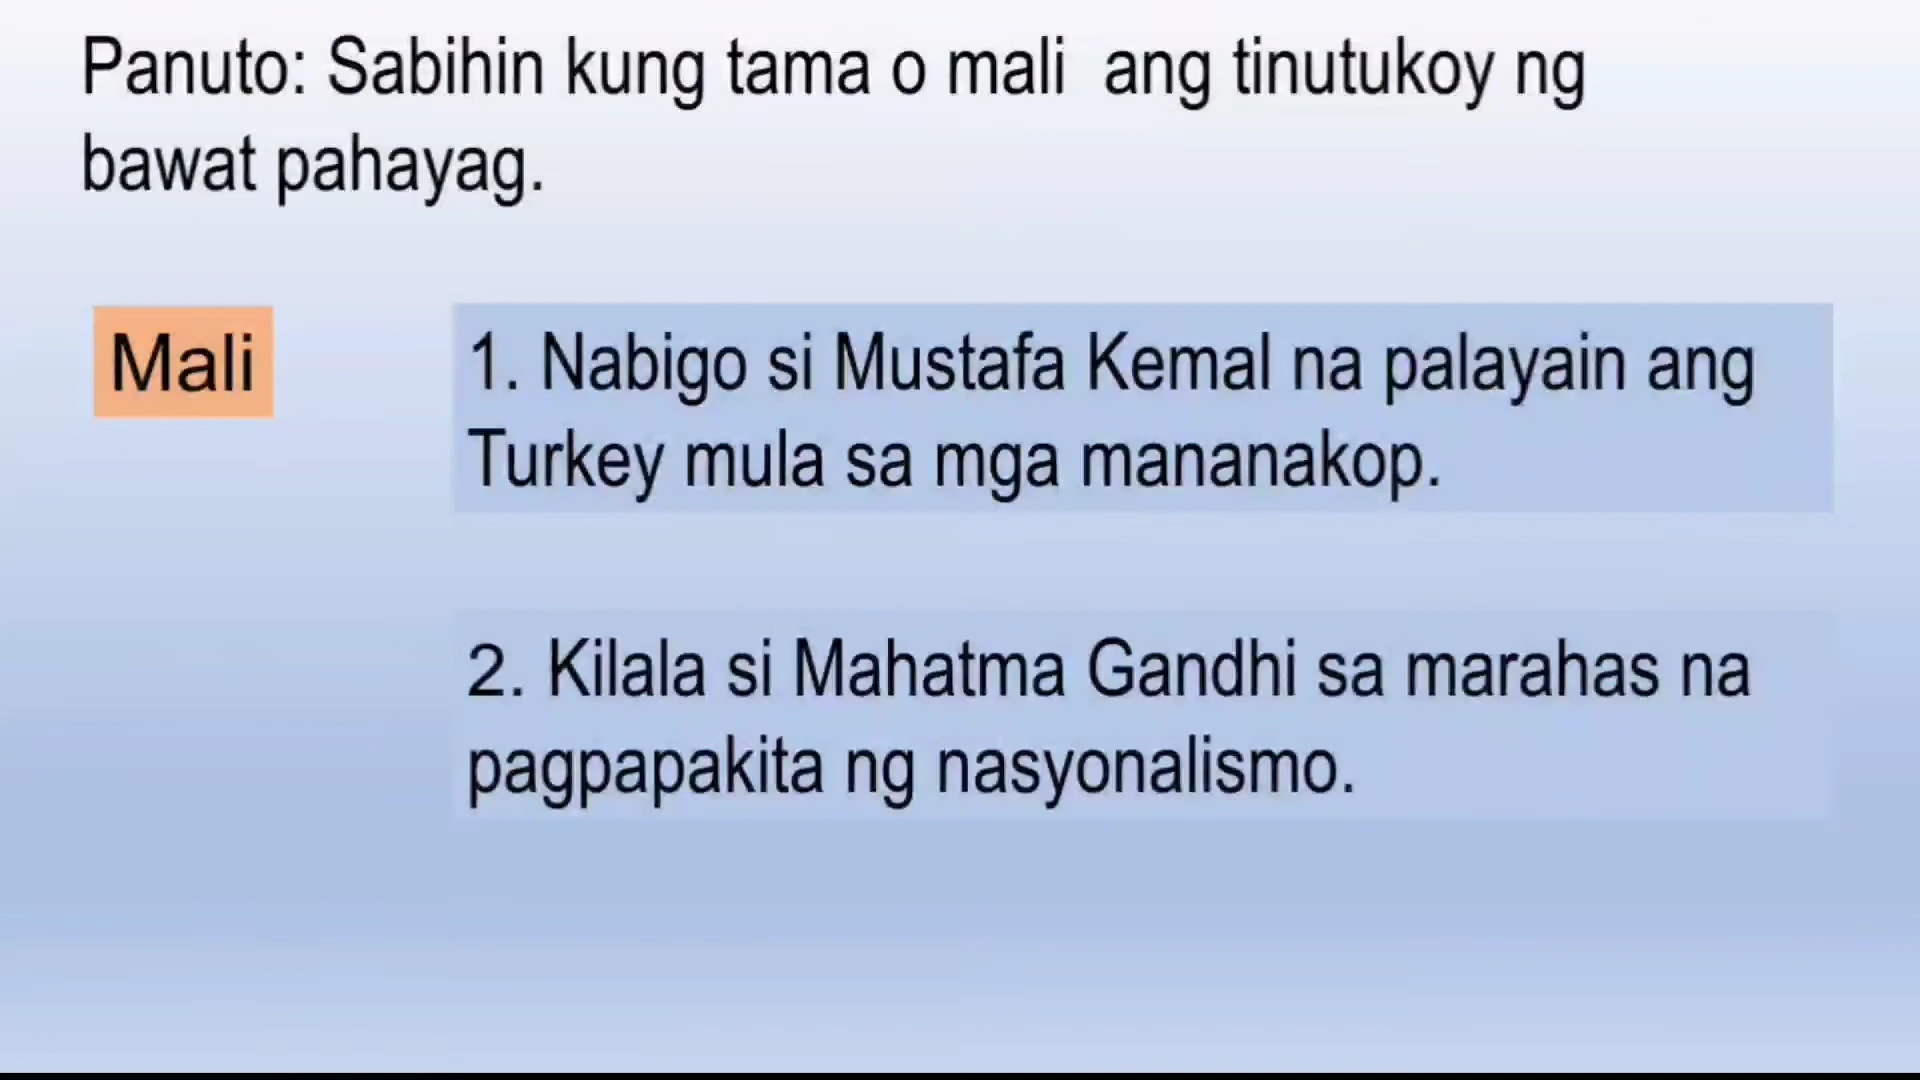 Panuto: Sabihin kung tama o mali ang tinutukoy ng
bawat pahayag.
Mali
1. Nabigo si Mustafa Kemal na palayain ang
Turkey mula sa mga mananakop.
2. Kilala si Mahatma Gandhi sa marahas na
pagpapakita ng nasyonalismo.